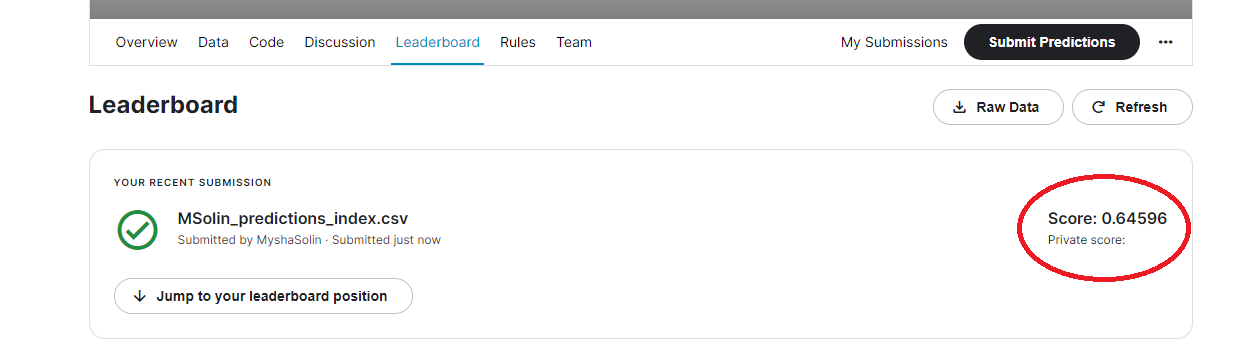 Overview Data Code Discussion Leaderboard Rules Team My Submissions Submit Predictions •••
Leaderboard Raw Data Refresh
YOUR RECENT SUBMISSION
MSolin_predictions_index.csv Score: 0.64596
Submitted by MyshaSolin · Submitted just now Private score:
Jump to your leaderboard position